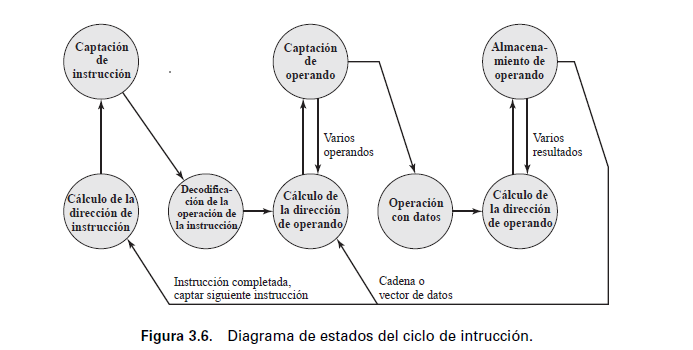 Captación
de
instrucción
Captación
de
operando
Almacena-
miento de
operando
Varios
operandos
Varios
resultados
Cálculo de la
dirección de
instrucción
Decodifica-
ción de la
operación de
la instrucción
Cálculo de
la dirección
de operando
Operación
con datos
Cálculo de
la dirección
de operando
Instrucción completada,
captar siguiente instrucción
Cadena o
vector de datos
Figura 3.6. Diagrama de estados del ciclo de intrucción.